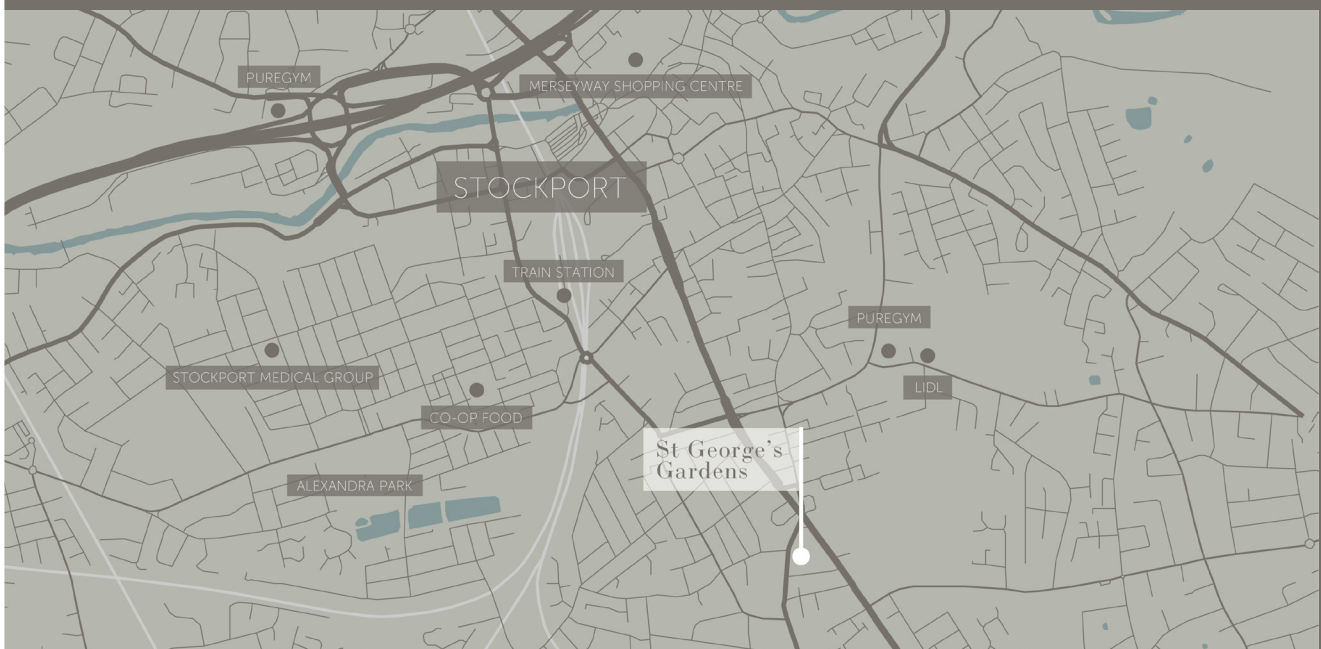 PUREGYM
MERSEYWAY SHOPPING CENTRE
STOCKPORT
TRAIN STATION
PUREGYM
STOCKPORT MEDICAL GROUP
LIDL
CO-OP FOOD
St George's
Gardens
ALEXANDRA PARK